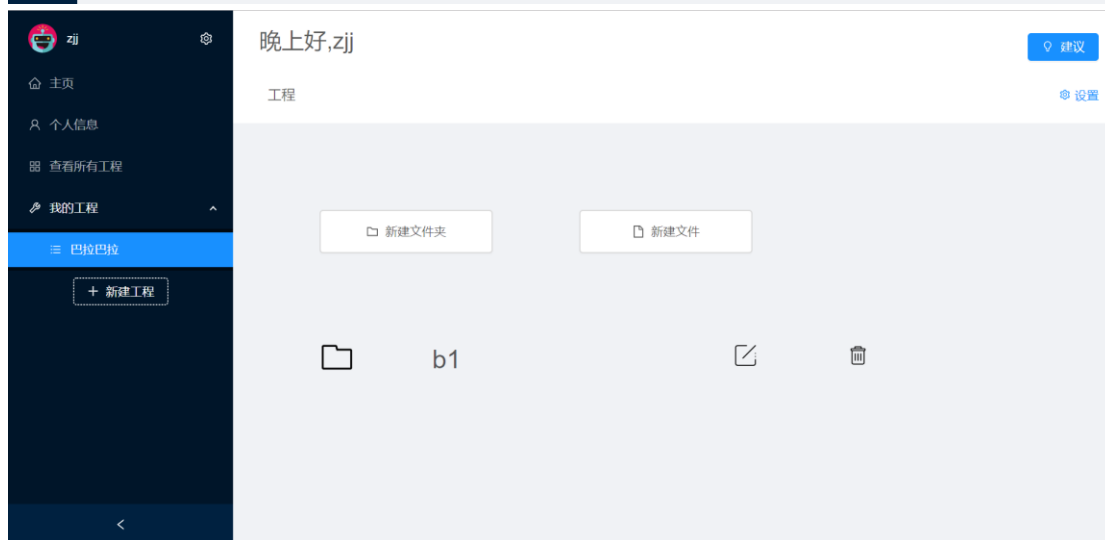 zjj
主页
个人信息
查看所有工程
我的工程
巴拉巴拉
+ 新建工程
晚上好,zjj
建议
工程
设置
新建文件夹
新建文件
b1